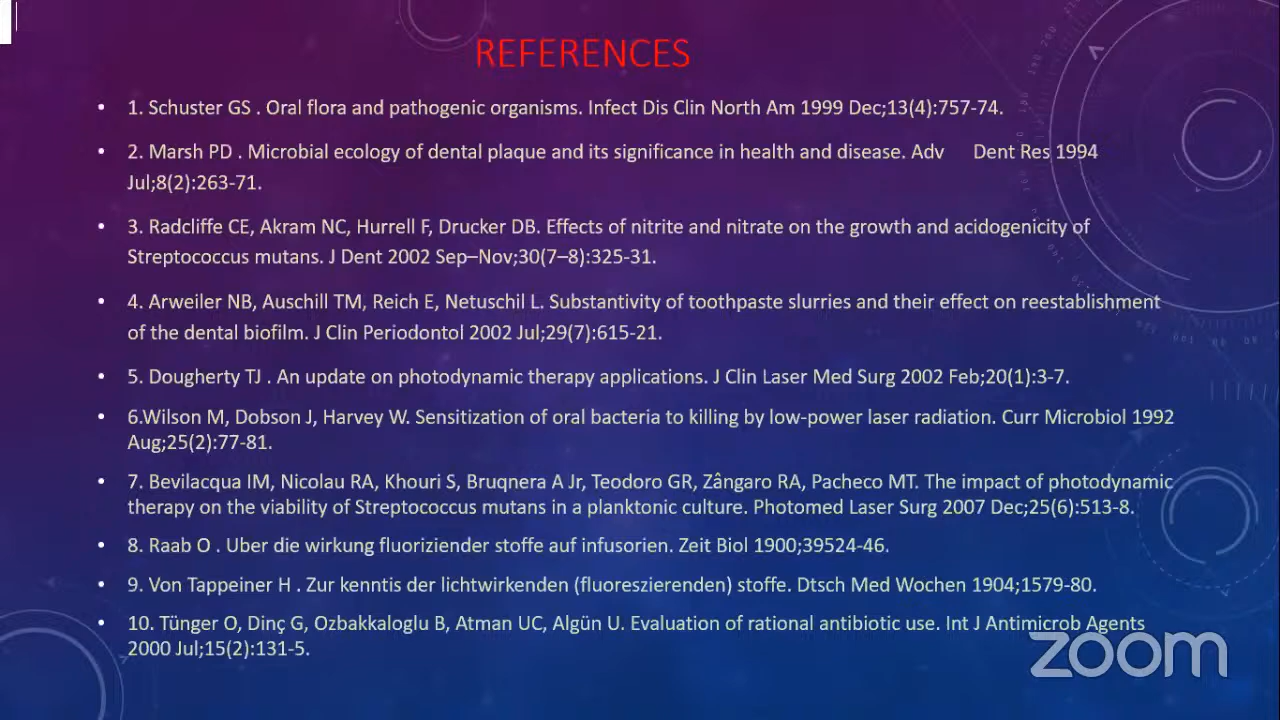 REFERENCES
• 1. Schuster GS . Oral flora and pathogenic organisms. Infect Dis Clin North Am 1999 Dec;13(4):757-74.
• 2. Marsh PD . Microbial ecology of dental plaque and its significance in health and disease. Adv Dent Res 1994
Jul;8(2):263-71.
• 3. Radcliffe CE, Akram NC, Hurrell F, Drucker DB. Effects of nitrite and nitrate on the growth and acidogenicity of
Streptococcus mutans. J Dent 2002 Sep–Nov;30(7–8):325-31.
• 4. Arweiler NB, Auschill TM, Reich E, Netuschil L. Substantivity of toothpaste slurries and their effect on reestablishment
of the dental biofilm. J Clin Periodontol 2002 Jul;29(7):615-21.
• 5. Dougherty TJ . An update on photodynamic therapy applications. J Clin Laser Med Surg 2002 Feb;20(1):3-7.
• 6.Wilson M, Dobson J, Harvey W. Sensitization of oral bacteria to killing by low-power laser radiation. Curr Microbiol 1992
Aug;25(2):77-81.
• 7. Bevilacqua IM, Nicolau RA, Khouri S, Bruqnera A Jr, Teodoro GR, Zângaro RA, Pacheco MT. The impact of photodynamic
therapy on the viability of Streptococcus mutans in a planktonic culture. Photomed Laser Surg 2007 Dec;25(6):513-8.
• 8. Raab O . Uber die wirkung fluoriziender stoffe auf infusorien. Zeit Biol 1900;39524-46.
• 9. Von Tappeiner H . Zur kenntis der lichtwirkenden (fluoreszierenden) stoffe. Dtsch Med Wochen 1904;1579-80.
• 10. Tünger O, Dinç G, Ozbakkaloglu B, Atman UC, Algün U. Evaluation of rational antibiotic use. Int J Antimicrob Agents
2000 Jul;15(2):131-5.
zoom